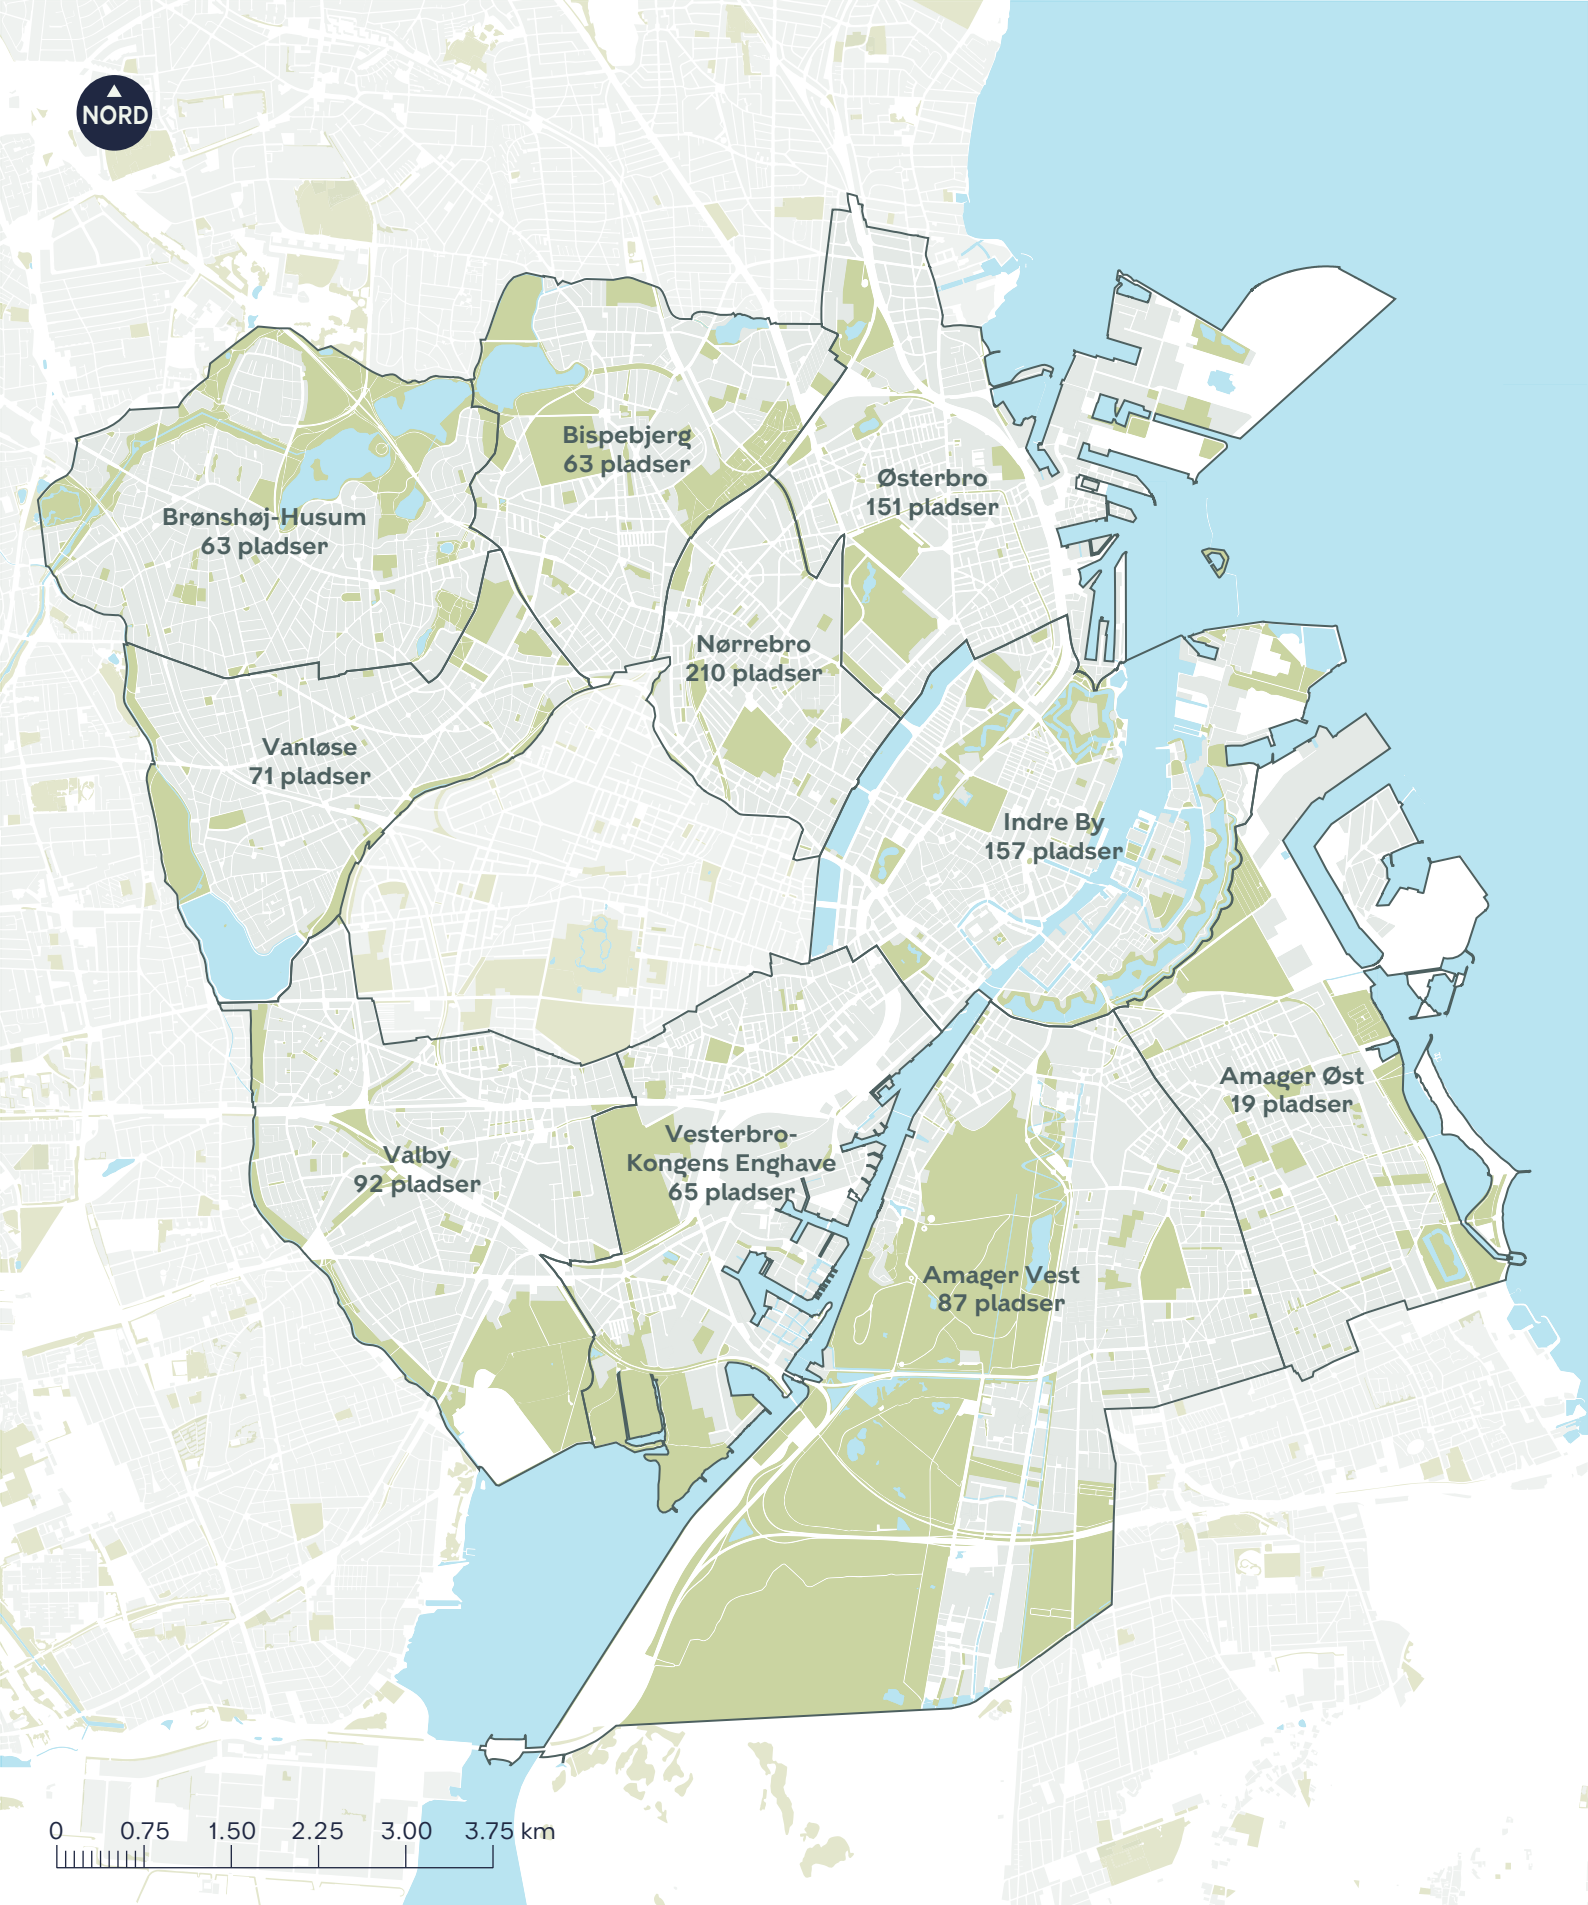 NORD
Bispebjerg
63 pladser
Østerbro
151 pladser
Brønshøj-Husum
63 pladser
Nørrebro
210 pladser
Vanløse
71 pladser
Indre By
157 pladser
Amager Øst
19 pladser
Vesterbro-
Kongens Enghave
65 pladser
Valby
92 pladser
Amager Vest
87 pladser
0 0.75 1.50 2.25 3.00 3.75 km